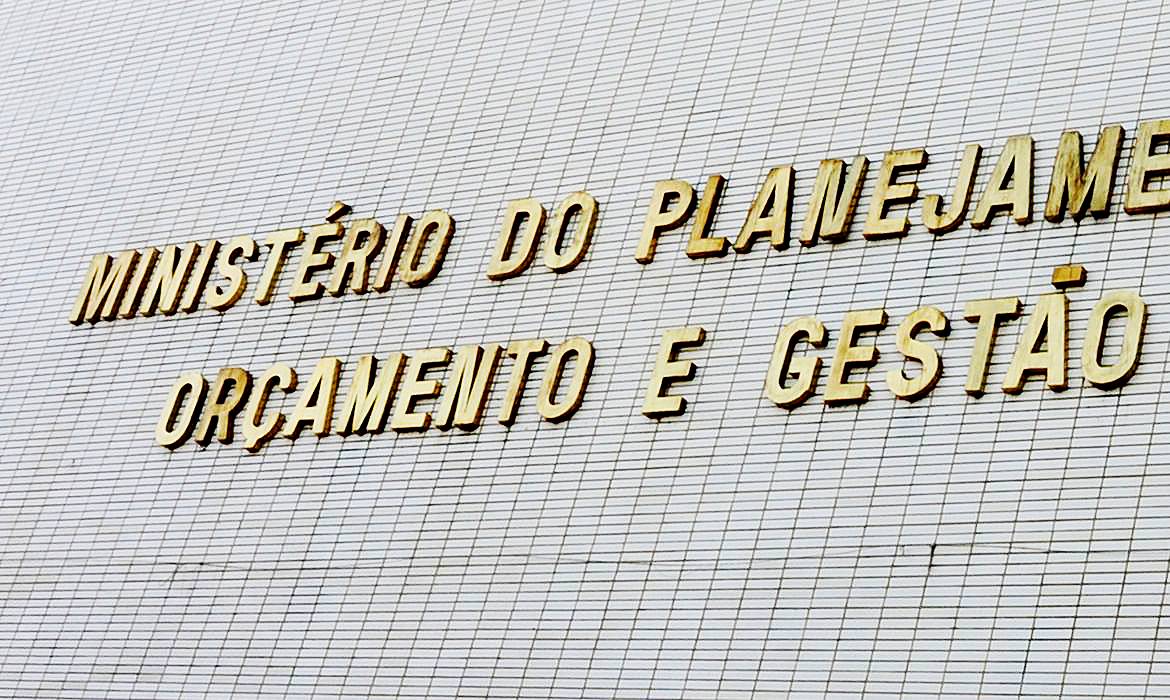 MINISTÉRIO DO PLANEJAME
ORÇAMENTO E GESTÃO